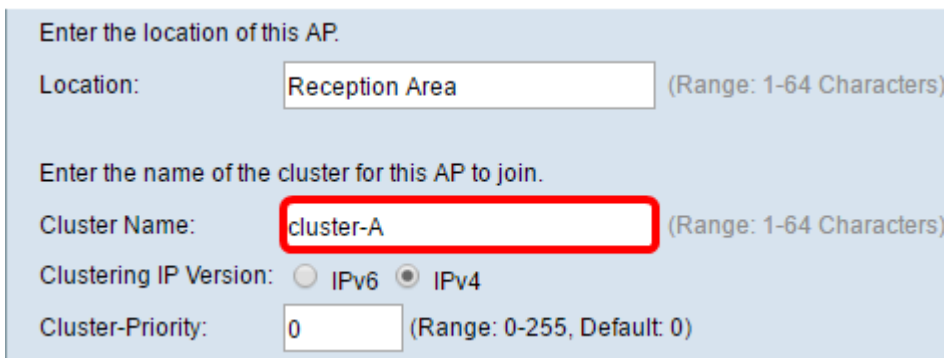 Enter the location of this AP.
Location: Reception Area (Range: 1-64 Characters)
Enter the name of the cluster for this AP to join.
Cluster Name: cluster-A (Range: 1-64 Characters)
Clustering IP Version: IPv6 IPv4
Cluster-Priority: 0 (Range: 0-255, Default: 0)